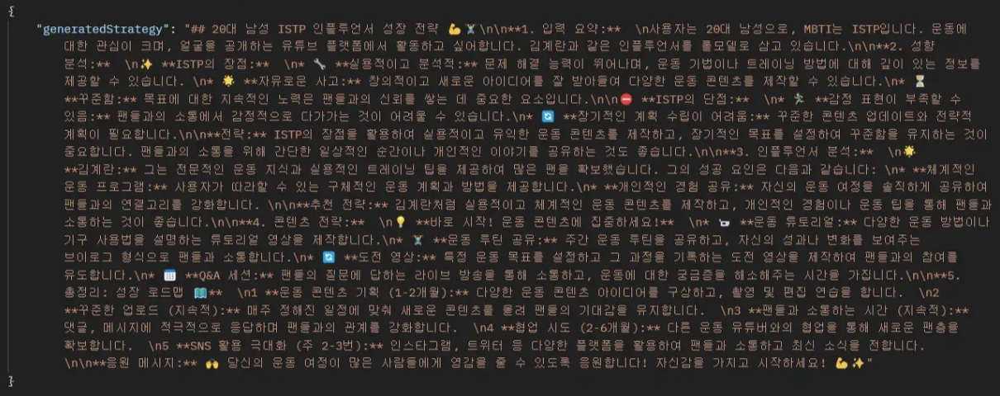 {
"generatedStrategy": "## 20대 남성 ISTP 인플루언서 성장 전략 💪🏋️\n\n**1. 입력 요약:**  \n사용자는 20대 남성으로, MBTI는 ISTP입니다. 운동에
대한 관심이 크며, 얼굴을 공개하는 유튜브 플랫폼에서 활동하고 싶어합니다. 김계란과 같은 인플루언서를 롤모델로 삼고 있습니다.\n\n**2. 성향
분석:**  \n✨ **ISTP의 장점:**  \n* 🔧 **실용적이고 분석적:** 문제 해결 능력이 뛰어나며, 운동 기법이나 트레이닝 방법에 대해 깊이 있는 정보를
제공할 수 있습니다. \n* 🌟 **자유로운 사고:** 창의적이고 새로운 아이디어를 잘 받아들여 다양한 운동 콘텐츠를 제작할 수 있습니다.\n* ⏳
**꾸준함:** 목표에 대한 지속적인 노력은 팬들과의 신뢰를 쌓는 데 중요한 요소입니다.\n\n⛔ **ISTP의 단점:**  \n* 🏃 **감정 표현이 부족할 수
있음:** 팬들과의 소통에서 감정적으로 다가가는 것이 어려울 수 있습니다.\n* 🔄 **장기적인 계획 수립이 어려움:** 꾸준한 콘텐츠 업데이트와 전략적
계획이 필요합니다.\n\n**전략:** ISTP의 장점을 활용하여 실용적이고 유익한 운동 콘텐츠를 제작하고, 장기적인 목표를 설정하여 꾸준함을 유지하는 것이
중요합니다. 팬들과의 소통을 위해 간단한 일상적인 순간이나 개인적인 이야기를 공유하는 것도 좋습니다.\n\n**3. 인플루언서 분석:**  \n🌟
**김계란:** 그는 전문적인 운동 지식과 실용적인 트레이닝 팁을 제공하여 많은 팬을 확보했습니다. 그의 성공 요인은 다음과 같습니다: \n* **체계적인
운동 프로그램:** 사용자가 따라할 수 있는 구체적인 운동 계획과 방법을 제공합니다.\n* **개인적인 경험 공유:** 자신의 운동 여정을 솔직하게 공유하여
팬들과의 연결고리를 강화합니다. \n\n**추천 전략:** 김계란처럼 실용적이고 체계적인 운동 콘텐츠를 제작하고, 개인적인 경험이나 운동 팁을 통해 팬들과
소통하는 것이 좋습니다.\n\n**4. 콘텐츠 전략:**  \n💡 **바로 시작! 운동 콘텐츠에 집중하세요!**  \n* 📹 **운동 튜토리얼:** 다양한 운동 방법이나
기구 사용법을 설명하는 튜토리얼 영상을 제작합니다.\n* 🏋️ **운동 루틴 공유:** 주간 운동 루틴을 공유하고, 자신의 성과나 변화를 보여주는
브이로그 형식으로 팬들과 소통합니다.\n* 🔄 **도전 영상:** 특정 운동 목표를 설정하고 그 과정을 기록하는 도전 영상을 제작하여 팬들과의 참여를
유도합니다.\n* 📅 **Q&A 세션:** 팬들의 질문에 답하는 라이브 방송을 통해 소통하고, 운동에 대한 궁금증을 해소해주는 시간을 가집니다.\n\n**5.
총정리: 성장 로드맵 🗺️**  \n1 **운동 콘텐츠 기획 (1-2개월):** 다양한 운동 콘텐츠 아이디어를 구상하고, 촬영 및 편집 연습을 합니다.  \n2
**꾸준한 업로드 (지속적):** 매주 정해진 일정에 맞춰 새로운 콘텐츠를 올려 팬들의 기대감을 유지합니다.  \n3 **팬들과 소통하는 시간 (지속적):**
댓글, 메시지에 적극적으로 응답하며 팬들과의 관계를 강화합니다.  \n4 **협업 시도 (2-6개월):** 다른 운동 유튜버와의 협업을 통해 새로운 팬층을
확보합니다.  \n5 **SNS 활용 극대화 (주 2-3번):** 인스타그램, 트위터 등 다양한 플랫폼을 활용하여 팬들과 소통하고 최신 소식을 전합니다.
\n\n**응원 메시지:** 🙌 당신의 운동 여정이 많은 사람들에게 영감을 줄 수 있도록 응원합니다! 자신감을 가지고 시작하세요! 💪✨"
}